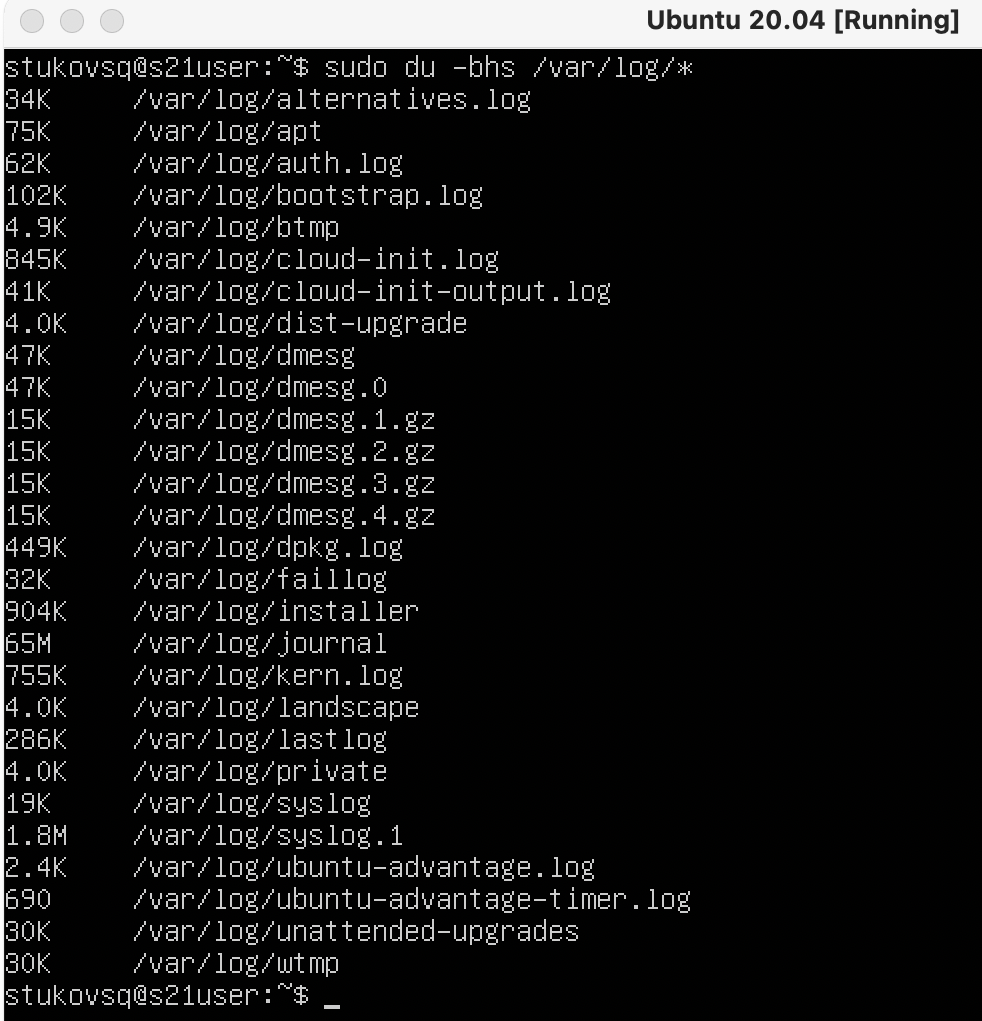 Ubuntu 20.04 [Running]
stukovsq@s21user:~$ sudo du -bhs /var/log/*
34K /var/log/alternatives.log
75K /var/log/apt
62K /var/log/auth.log
102K /var/log/bootstrap.log
4.9K /var/log/btmp
845K /var/log/cloud-init.log
41K /var/log/cloud-init-output.log
4.0K /var/log/dist-upgrade
47K /var/log/dmesg
47K /var/log/dmesg.0
15K /var/log/dmesg.1.gz
15K /var/log/dmesg.2.gz
15K /var/log/dmesg.3.gz
15K /var/log/dmesg.4.gz
449K /var/log/dpkg.log
32K /var/log/faillog
904K /var/log/installer
65M /var/log/journal
755K /var/log/kern.log
4.0K /var/log/landscape
286K /var/log/lastlog
4.0K /var/log/private
19K /var/log/syslog
1.8M /var/log/syslog.1
2.4K /var/log/ubuntu-advantage.log
690 /var/log/ubuntu-advantage-timer.log
30K /var/log/unattended-upgrades
30K /var/log/wtmp
stukovsq@s21user:~$ _